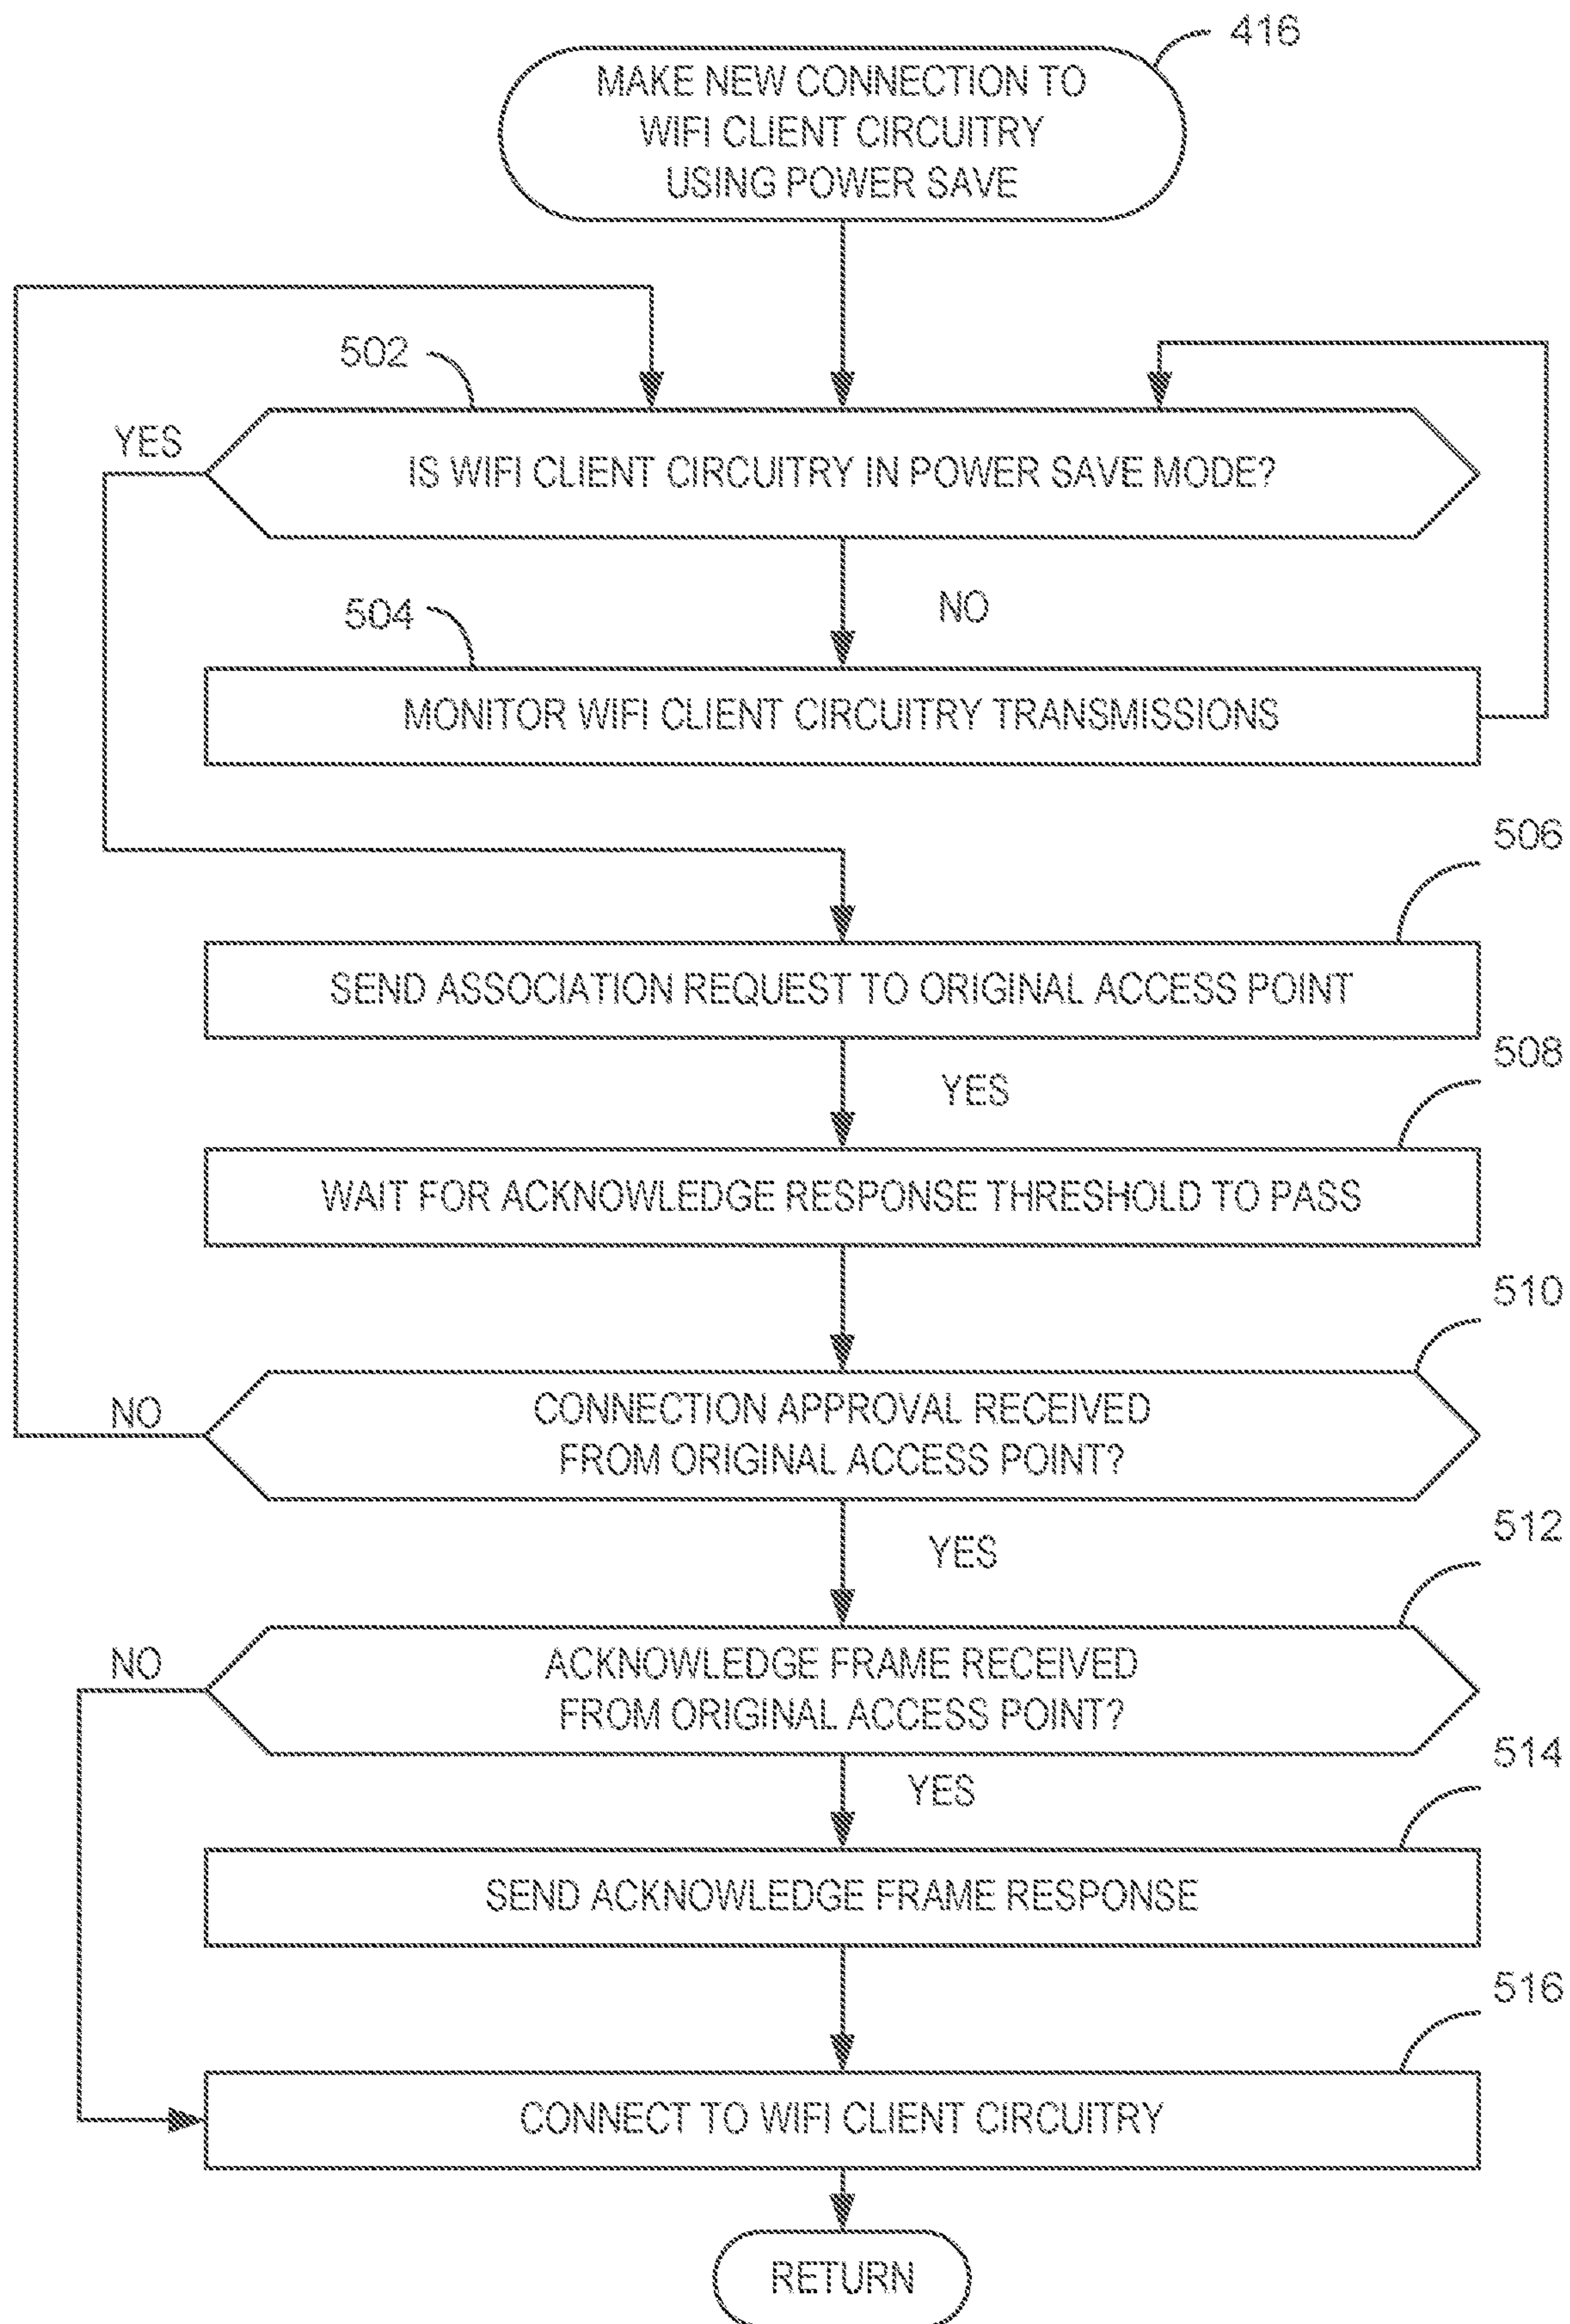 416
MAKE NEW CONNECTION TO
WIFI CLIENT CIRCUITRY
USING POWER SAVE
502
YES
IS WIFI CLIENT CIRCUITRY IN POWER SAVE MODE?
NO
504
MONITOR WIFI CLIENT CIRCUITRY TRANSMISSIONS
506
SEND ASSOCIATION REQUEST TO ORIGINAL ACCESS POINT
508
YES
WAIT FOR ACKNOWLEDGE RESPONSE THRESHOLD TO PASS
510
NO
CONNECTION APPROVAL RECEIVED
FROM ORIGINAL ACCESS POINT?
YES
512
NO
ACKNOWLEDGE FRAME RECEIVED
FROM ORIGINAL ACCESS POINT?
YES
514
SEND ACKNOWLEDGE FRAME RESPONSE
516
CONNECT TO WIFI CLIENT CIRCUITRY
RETURN